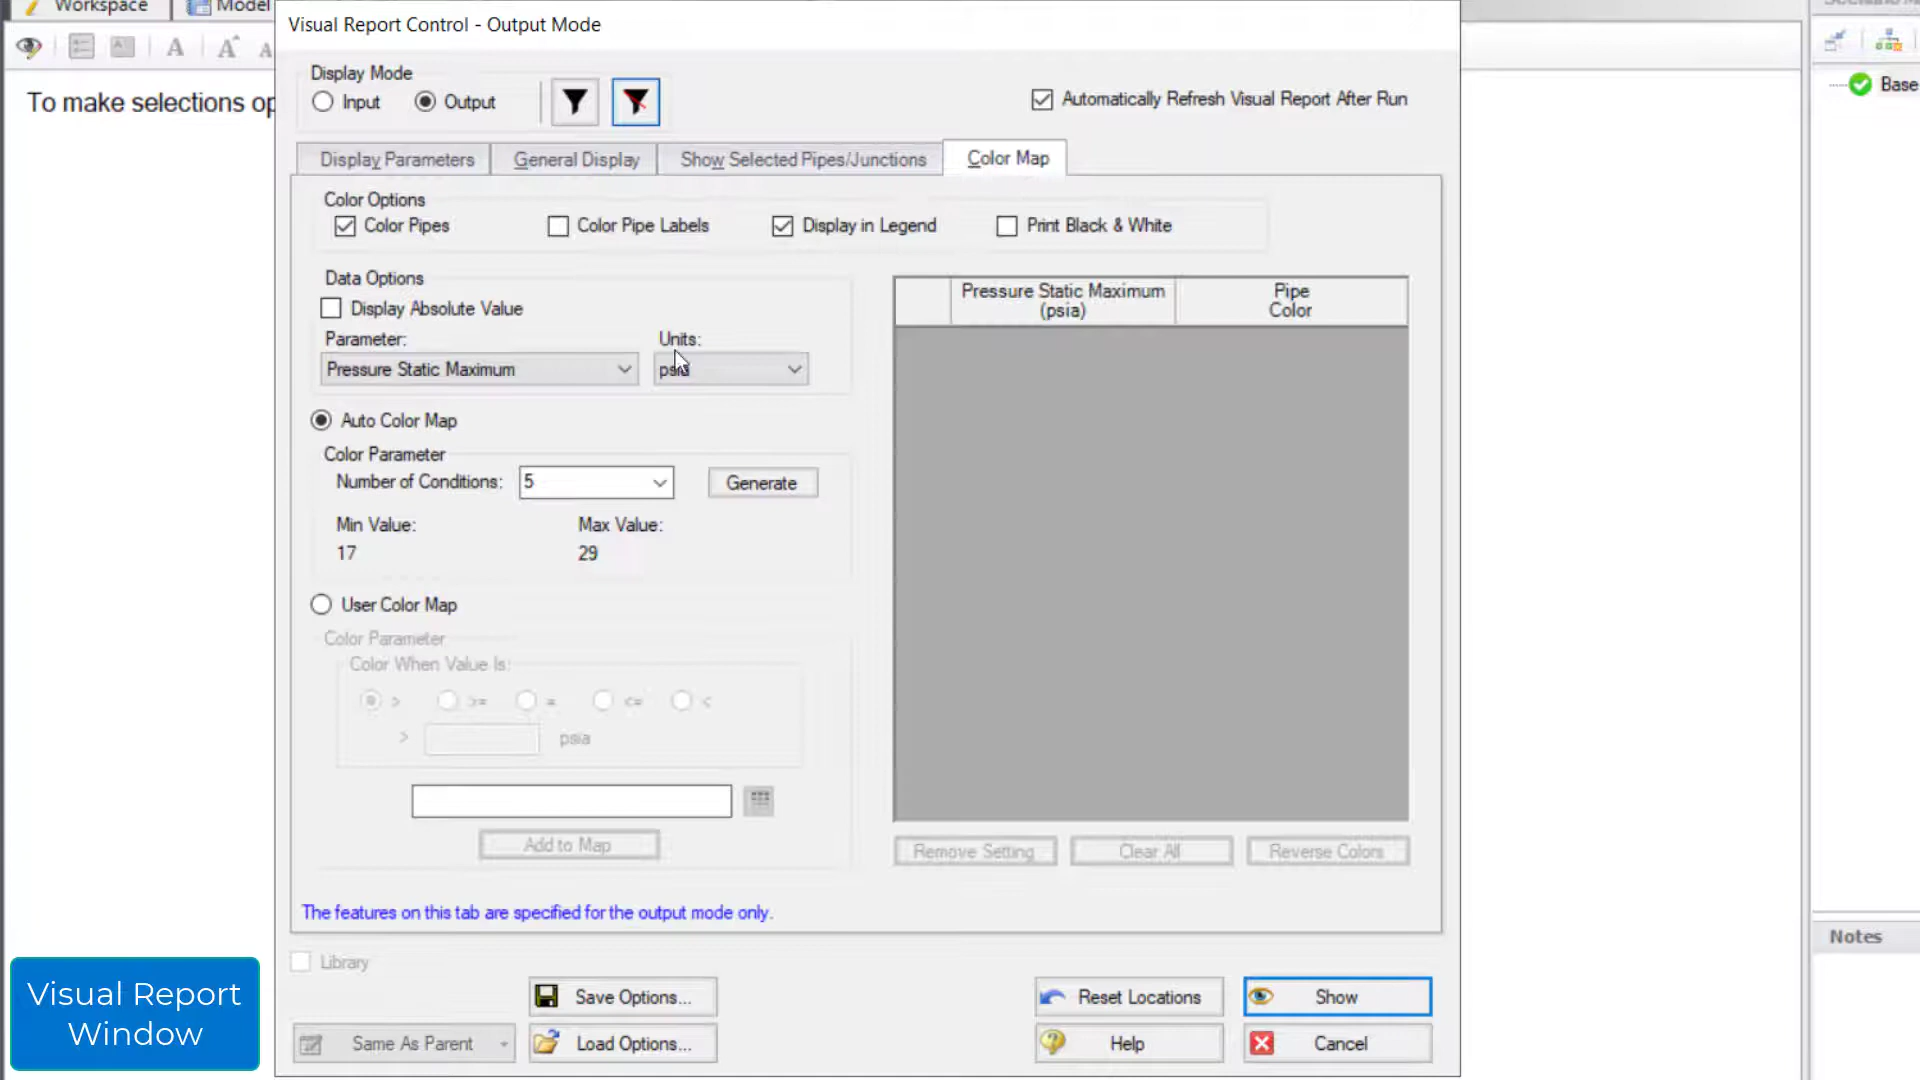 Workspace
Model
Visual Report Control - Output Mode
Display Mode
Input
Output
Automatically Refresh Visual Report After Run
Base
To make selections op
Display Parameters
General Display
Show Selected Pipes/Junctions
Color Map
Color Options
Color Pipes
Color Pipe Labels
Display in Legend
Print Black & White
Data Options
Display Absolute Value
Parameter:
Units:
Pressure Static Maximum
psia
Pressure Static Maximum
(psia)
Pipe
Color
Auto Color Map
Color Parameter
Number of Conditions:
5
Generate
Min Value:
Max Value:
17
29
User Color Map
Color Parameter
Color When Value Is:
>
>=
=
<=
<
>
psia
Add to Map
Remove Setting
Clear All
Reverse Colors
The features on this tab are specified for the output mode only.
Library
Save Options...
Reset Locations
Show
Same As Parent
Load Options...
Help
Cancel
Notes
Visual Report
Window